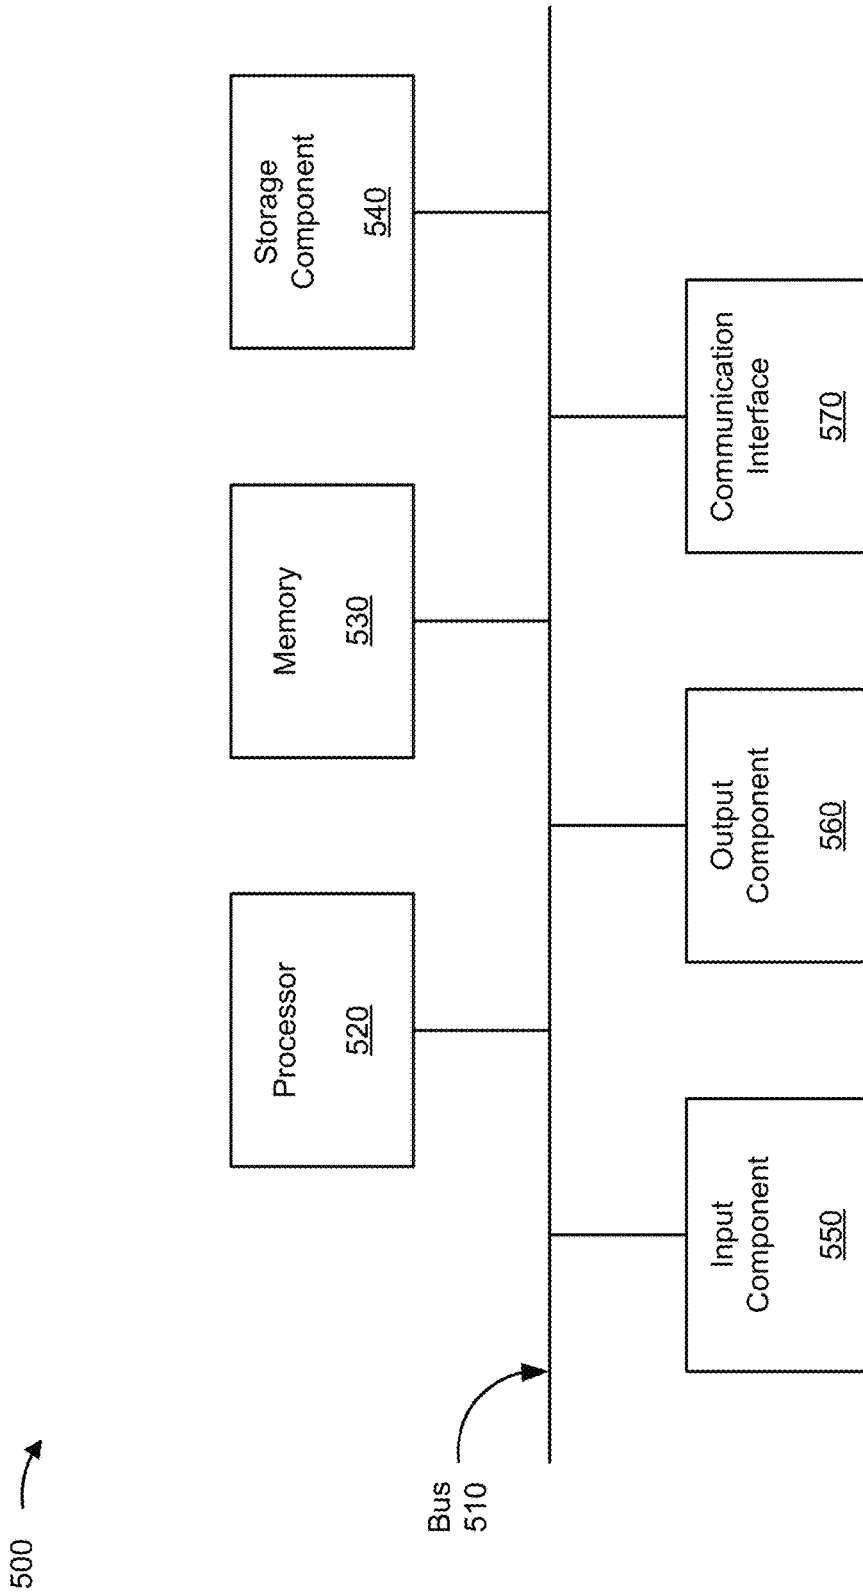 500
Bus
510
Processor
520
Memory
530
Storage
Component
540
Input
Component
550
Output
Component
560
Communication
Interface
570